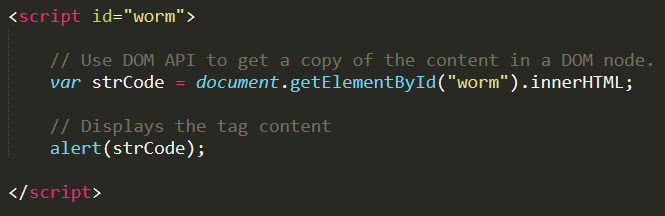 <script id="worm">
// Use DOM API to get a copy of the content in a DOM node.
var strCode = document.getElementById("worm").innerHTML;
// Displays the tag content
alert(strCode);
</script>